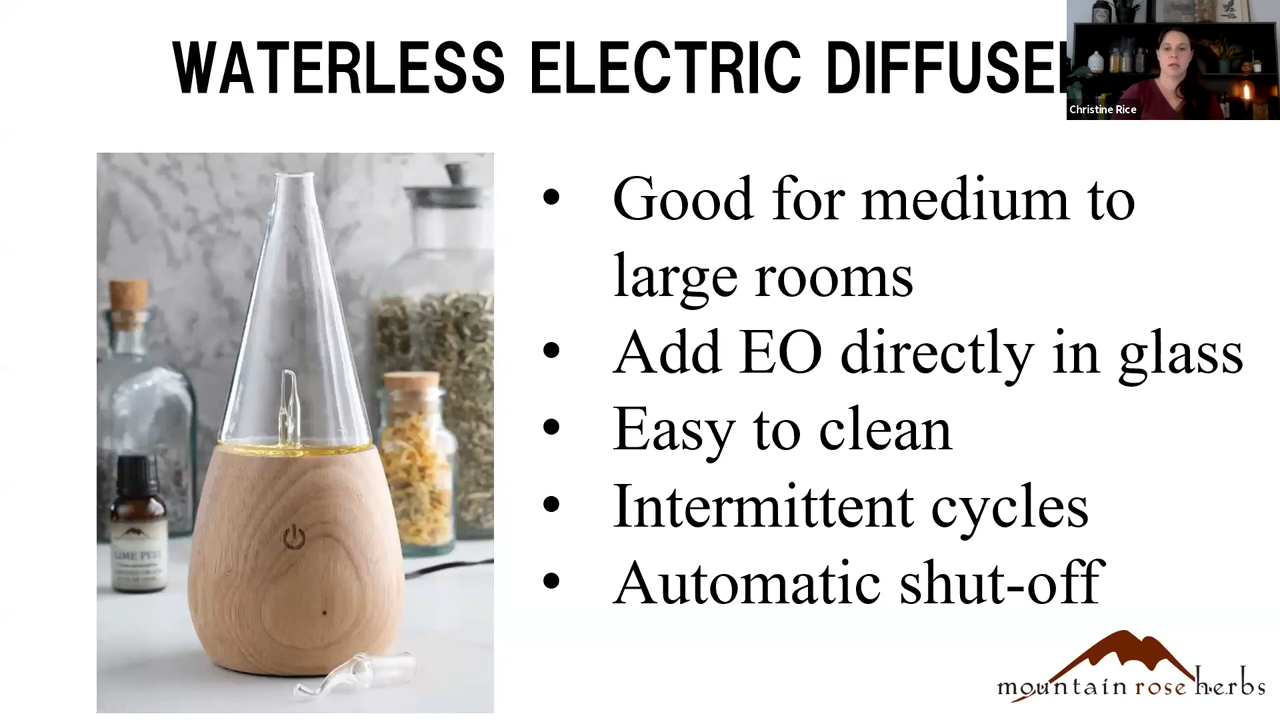 WATERLESS ELECTRIC DIFFUSE
Christine Rice
• Good for medium to
large rooms
• Add EO directly in glass
• Easy to clean
• Intermittent cycles
• Automatic shut-off
LIME PEEL
mountain rose herbs